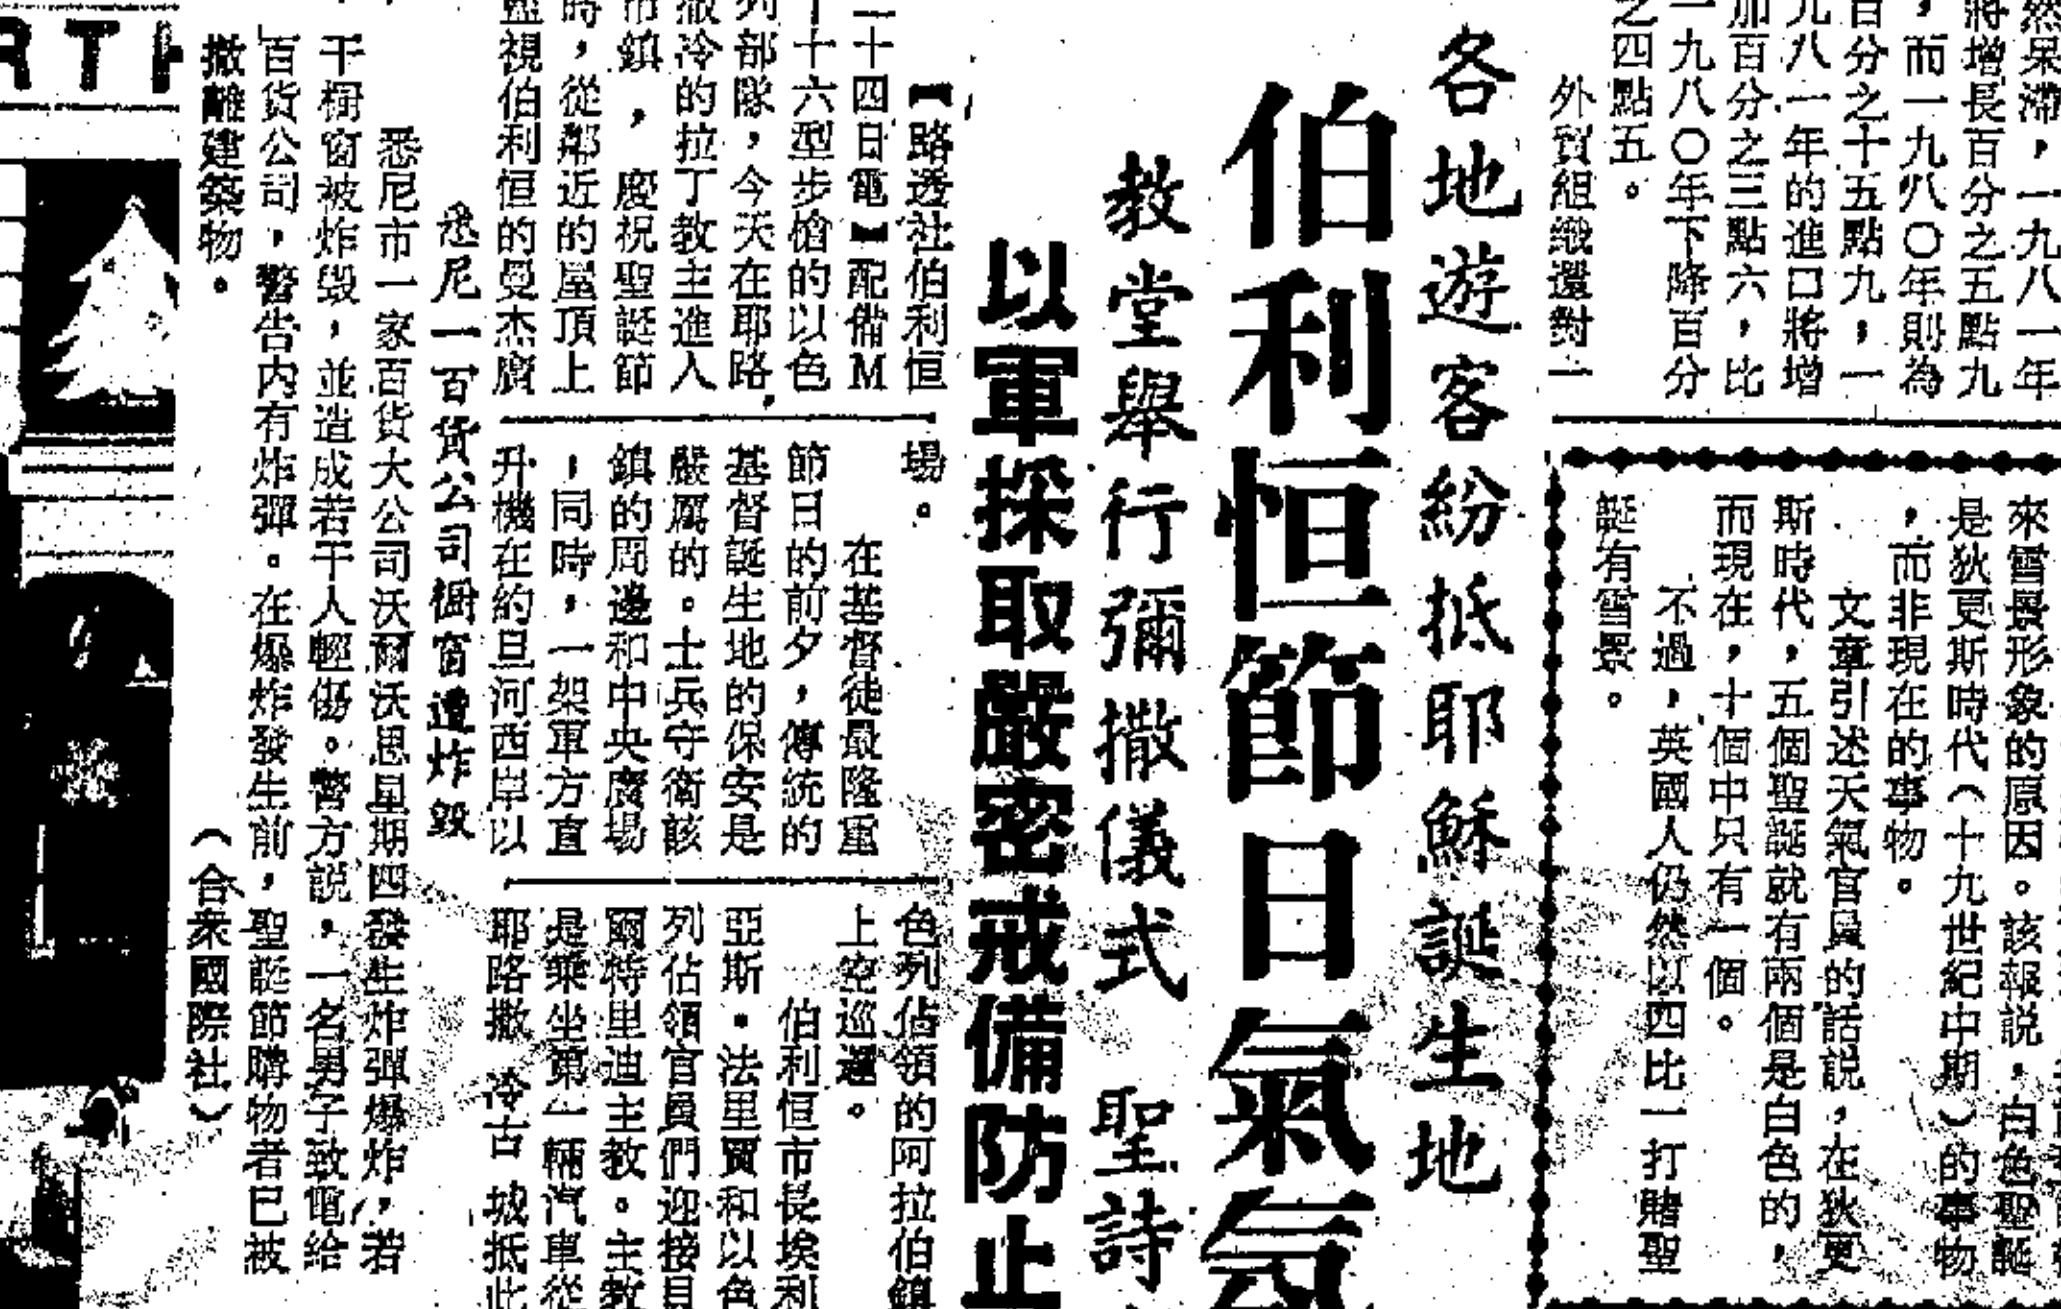 然呆滯，一九八一年
將增長百分之五點九
，而一九八〇年則為
百分之十五點九，一
九八一年的進口將增
加百分之三點六，比
一九八〇年下降百分
之四點五。
外貿組織還對一
來雪景形象的原因。該報説，白色聖誕
是狄更斯時代（十九世紀中期）的事物
，而非現在的事物。
文章引述天氣官員的話説，在狄更
斯時代，五個聖誕就有兩個是白色的，
而現在，十個中只有一個。
不過，英國人仍然以四比一打賭聖
誕有雪景。
各地遊客紛抵耶穌誕生地
伯利恒節日氣氛
教堂舉行彌撒儀式　聖詩
以軍採取嚴密戒備防止
【路透社伯利恒
二十四日電】配備M
十六型步槍的以色
列部隊，今天在耶路
撒冷的拉丁教主進入
市鎮，慶祝聖誕節
時，從鄰近的屋頂上
監視伯利恒的曼杰廣
場。
在基督徒最隆重
節日的前夕，傳統的
基督誕生地的保安是
嚴厲的。士兵守衛該
鎮的周邊和中央廣場
，同時，一架軍方直
升機在約旦河西岸以
色列佔領的阿拉伯鎮
上空巡邏。
伯利恒市長埃利
亞斯・法里買和以色
列佔領官員們迎接貝
爾特里迪主教。主教
是乘坐第一輛汽車從
耶路撒冷古城抵此
悉尼一百貨公司櫥窗遭炸毀
悉尼市一家百貨大公司沃爾沃思星期四發生炸彈爆炸，若
干櫥窗被炸毀，並造成若干人輕傷。警方説，一名男子致電給
百貨公司，警告内有炸彈。在爆炸發生前，聖誕節購物者已被
撤離建築物。
（合衆國際社）